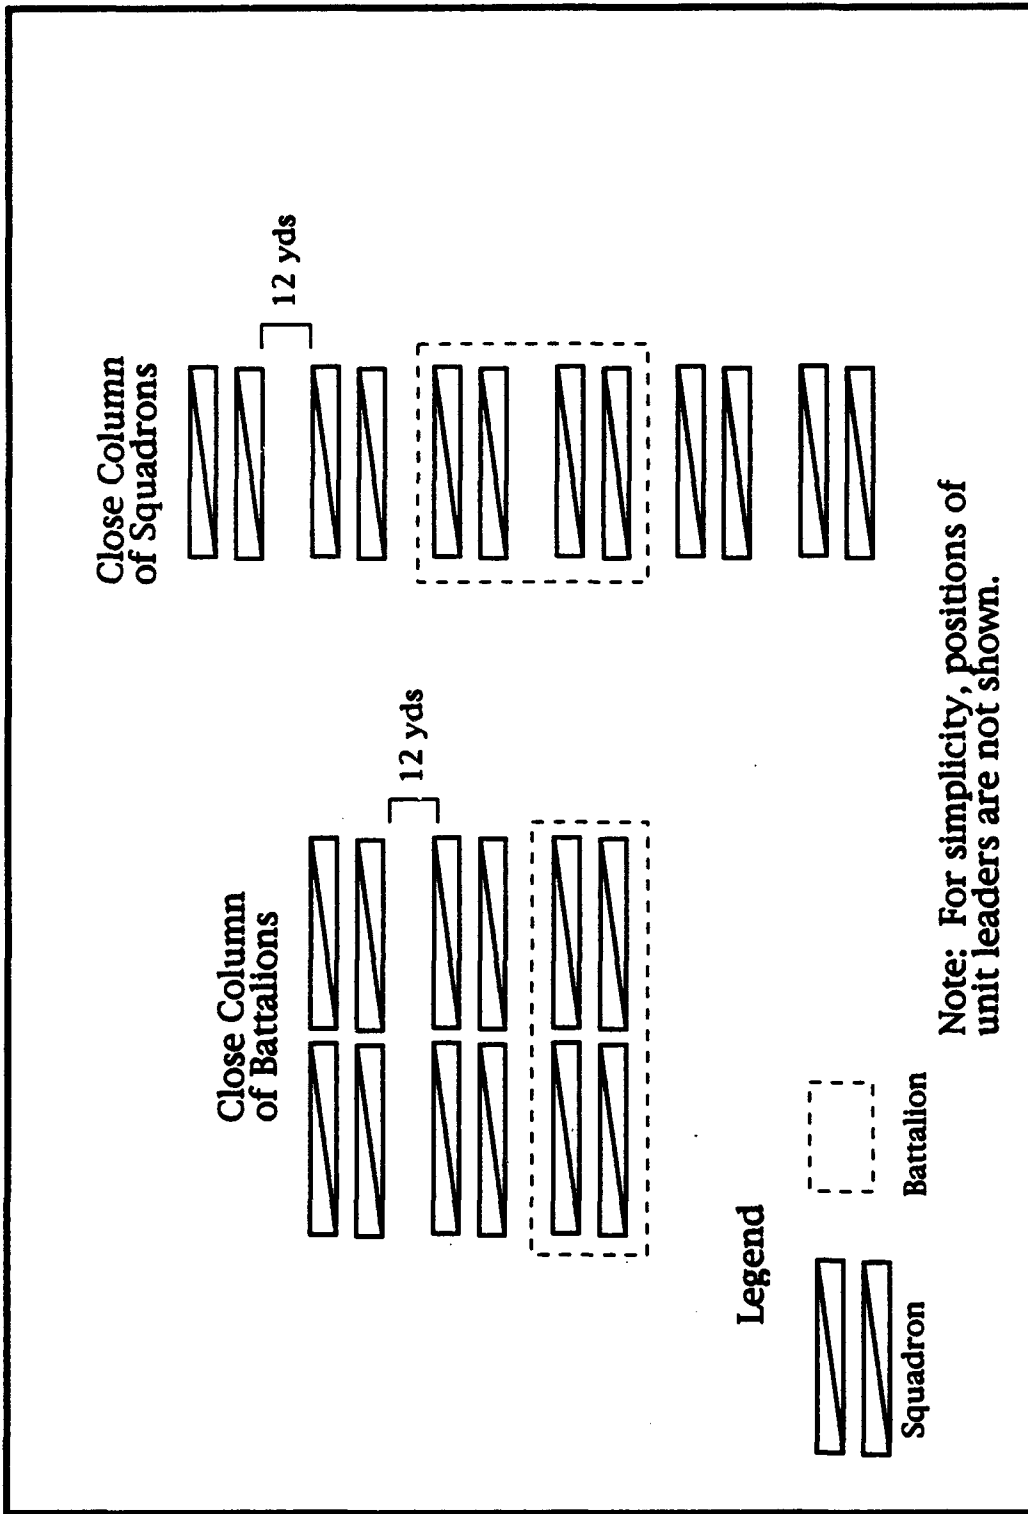 Close Column
of Battalions
12 yds
Close Column
of Squadrons
12 yds
Legend
Squadron
Battalion
Note: For simplicity, positions of
unit leaders are not shown.